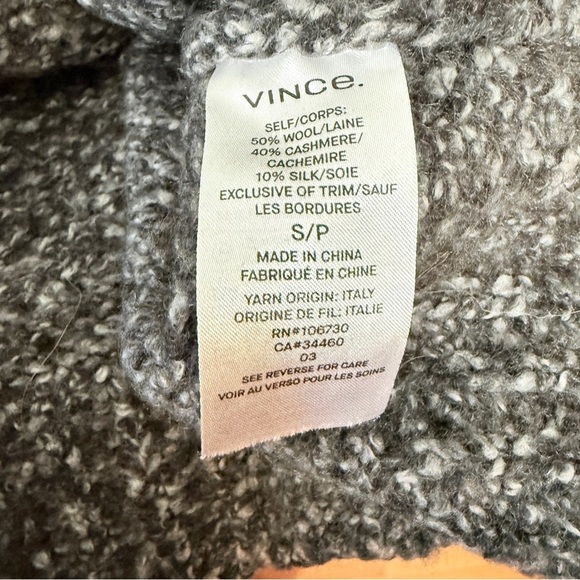 VINCe.
SELF/CORPS:
50% WOOL/LAINE
40% CASHMERE/
CACHEMIRE
10% SILK/SOIE
EXCLUSIVE OF TRIM/SAUF
LES BORDURES
S/P
MADE IN CHINA
FABRIQUÉ EN CHINE
YARN ORIGIN: ITALY
ORIGINE DE FIL: ITALIE
RN#106730
CA#34460
03
SEE REVERSE FOR CARE
VOIR AU VERSO POUR LES SOINS